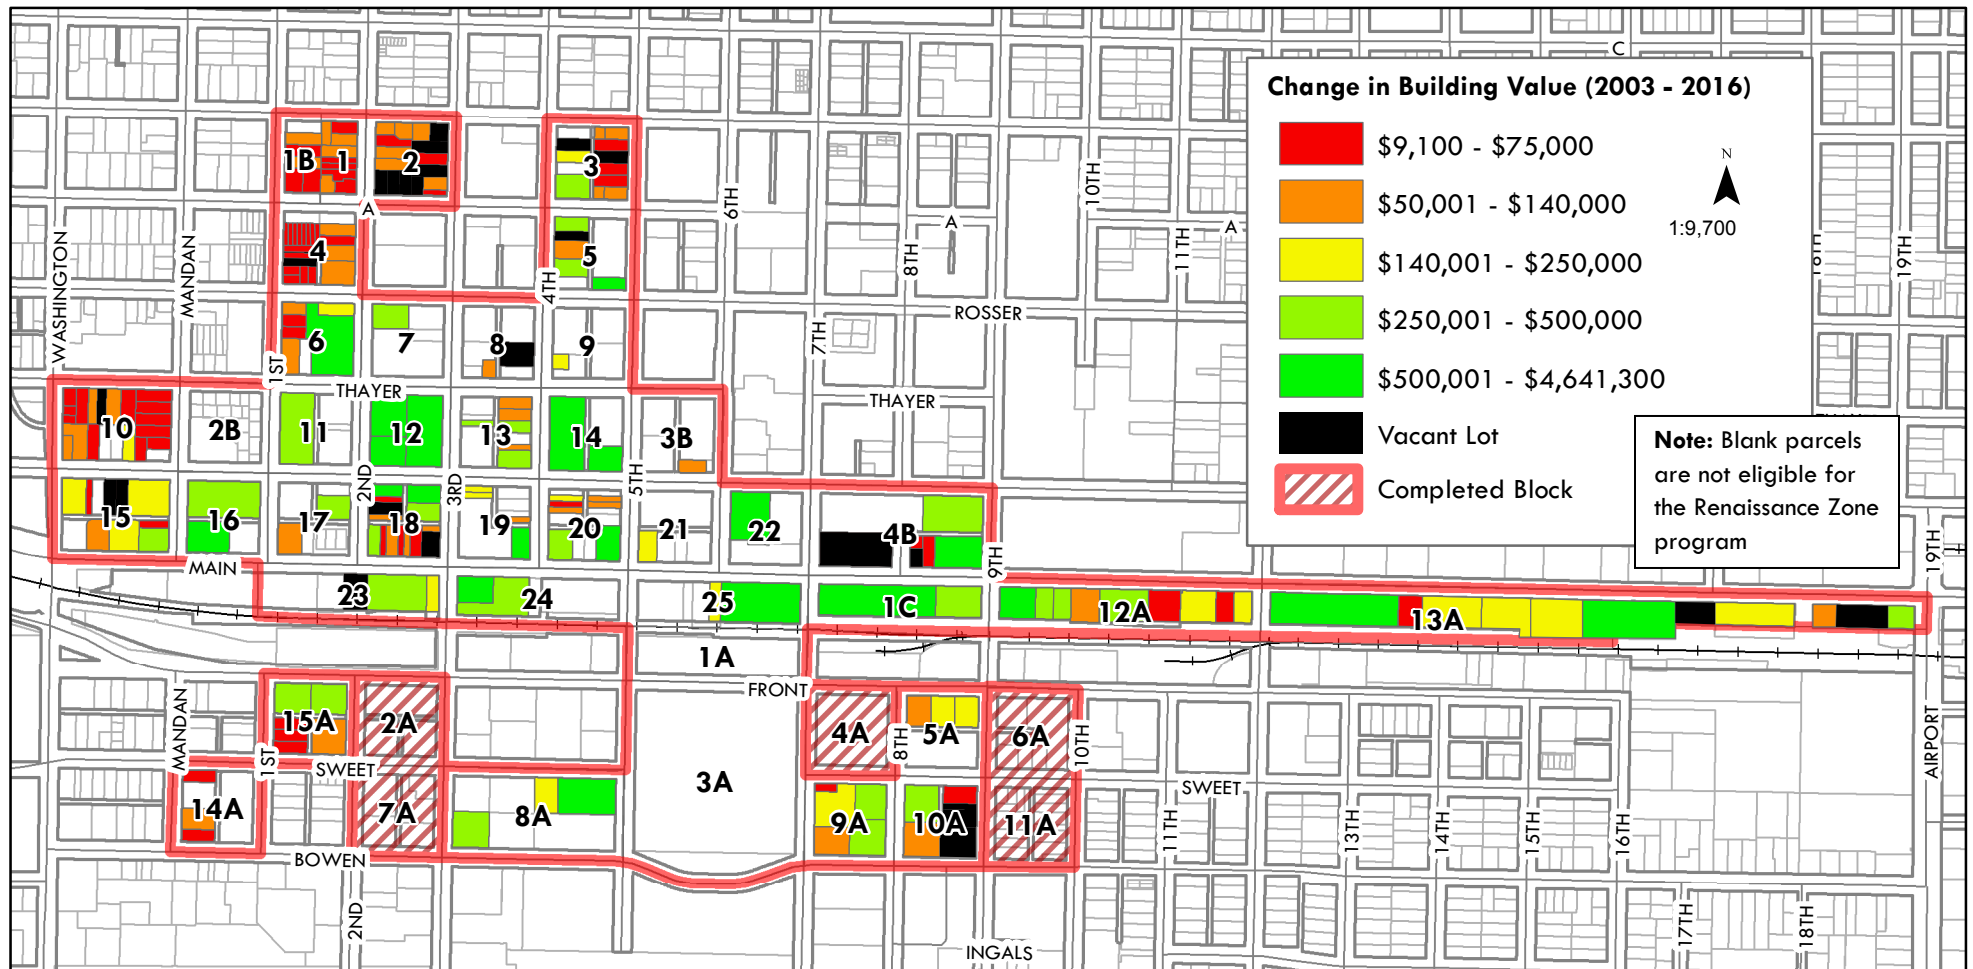 C
Change in Building Value (2003 - 2016)
$9,100 - $75,000
$50,001 - $140,000
$140,001 - $250,000
$250,001 - $500,000
$500,001 - $4,641,300
Vacant Lot
Completed Block
N
1:9,700
Note: Blank parcels
are not eligible for
the Renaissance Zone
program
1B
1
2
3
A
4
5
A
A
6TH
8TH
10TH
11TH
18TH
19TH
WASHINGTON
MANDAN
4TH
ROSSER
6
7
8
9
7TH
1ST
THAYER
THAYER
10
2B
11
12
13
14
3B
2ND
3RD
5TH
15
16
17
18
19
20
21
22
4B
9TH
19TH
MAIN
23
24
25
1C
12A
13A
1A
FRONT
MANDAN
15A
2A
4A
8TH
5A
6A
10TH
1ST
SWEET
3A
SWEET
AIRPORT
14A
7A
8A
9A
10A
11A
11TH
13TH
14TH
15TH
16TH
BOWEN
2ND
INGALS
17TH
18TH